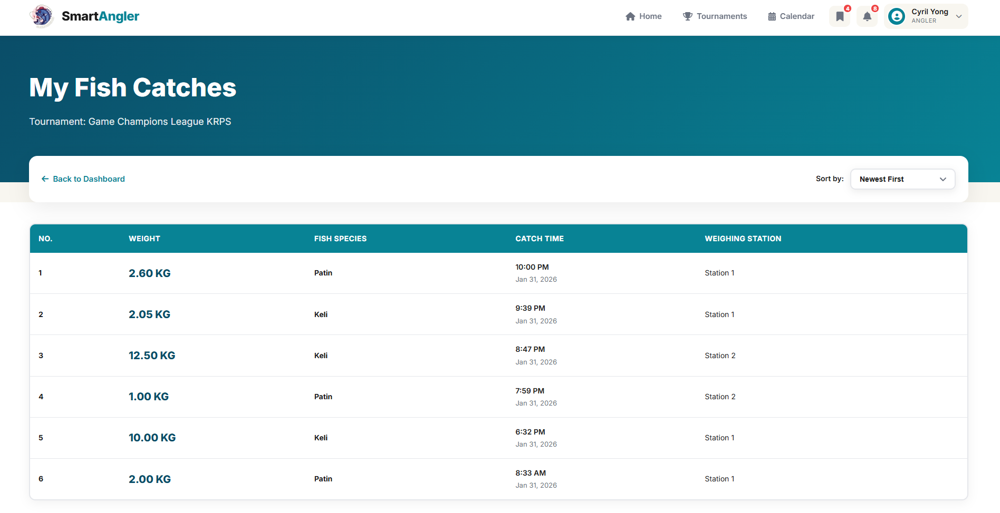 SmartAngler
Home
Tournaments
Calendar
4
8
Cyril Yong
ANGLER
My Fish Catches
Tournament: Game Champions League KRPS
Back to Dashboard
Sort by:
Newest First
NO. WEIGHT FISH SPECIES CATCH TIME WEIGHING STATION
1 2.60 KG Patin 10:00 PM Station 1
Jan 31, 2026
2 2.05 KG Keli 9:39 PM Station 1
Jan 31, 2026
3 12.50 KG Keli 8:47 PM Station 2
Jan 31, 2026
4 1.00 KG Patin 7:59 PM Station 2
Jan 31, 2026
5 10.00 KG Keli 6:32 PM Station 1
Jan 31, 2026
6 2.00 KG Patin 8:33 AM Station 1
Jan 31, 2026